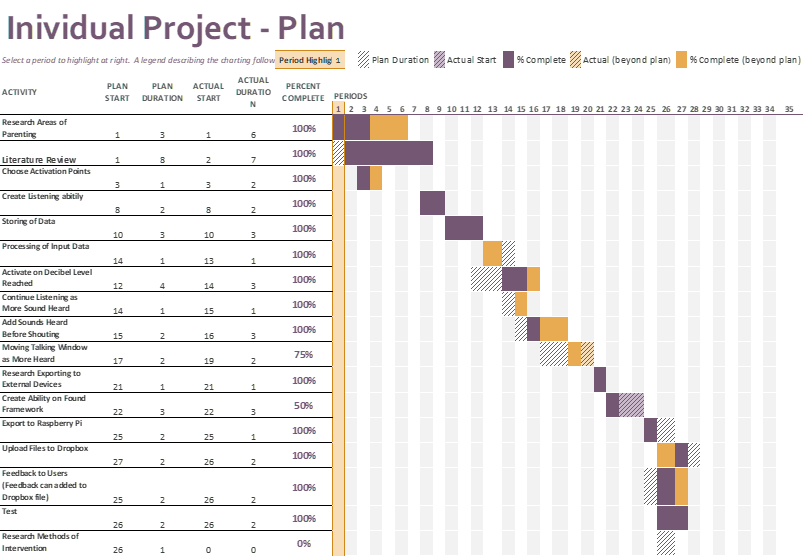 Inividual Project - Plan
Select a period to highlight at right. A legend describing the charting follow Period Highlig 1 Plan Duration Actual Start % Complete Actual (beyond plan) % Complete (beyond plan)
ACTIVITY PLAN START PLAN DURATION ACTUAL START ACTUAL DURATIO N PERCENT COMPLETE PERIODS
1 2 3 4 5 6 7 8 9 10 11 12 13 14 15 16 17 18 19 20 21 22 23 24 25 26 27 28 29 30 31 32 33 34 35
Research Areas of
Parenting 1 3 1 6 100%
Literature Review 1 8 2 7 100%
Choose Activation Points
3 1 3 2 100%
Create Listening abitily
8 2 8 2 100%
Storing of Data
10 3 10 3 100%
Processing of Input Data
14 1 13 1 100%
Activate on Decibel Level
Reached 12 4 14 3 100%
Continue Listening as
More Sound Heard 14 1 15 1 100%
Add Sounds Heard
Before Shouting 15 2 16 3 100%
Moving Talking Window
as More Heard 17 2 19 2 75%
Research Exporting to
External Devices 21 1 21 1 100%
Create Ability on Found
Framework 22 3 22 3 50%
Export to Raspberry Pi
25 2 25 1 100%
Upload Files to Dropbox
27 2 26 2 100%
Feedback to Users
(Feedback can added to
Dropbox file) 25 2 26 2 100%
Test
26 2 26 2 100%
Research Methods of
Intervention 26 1 0 0 0%